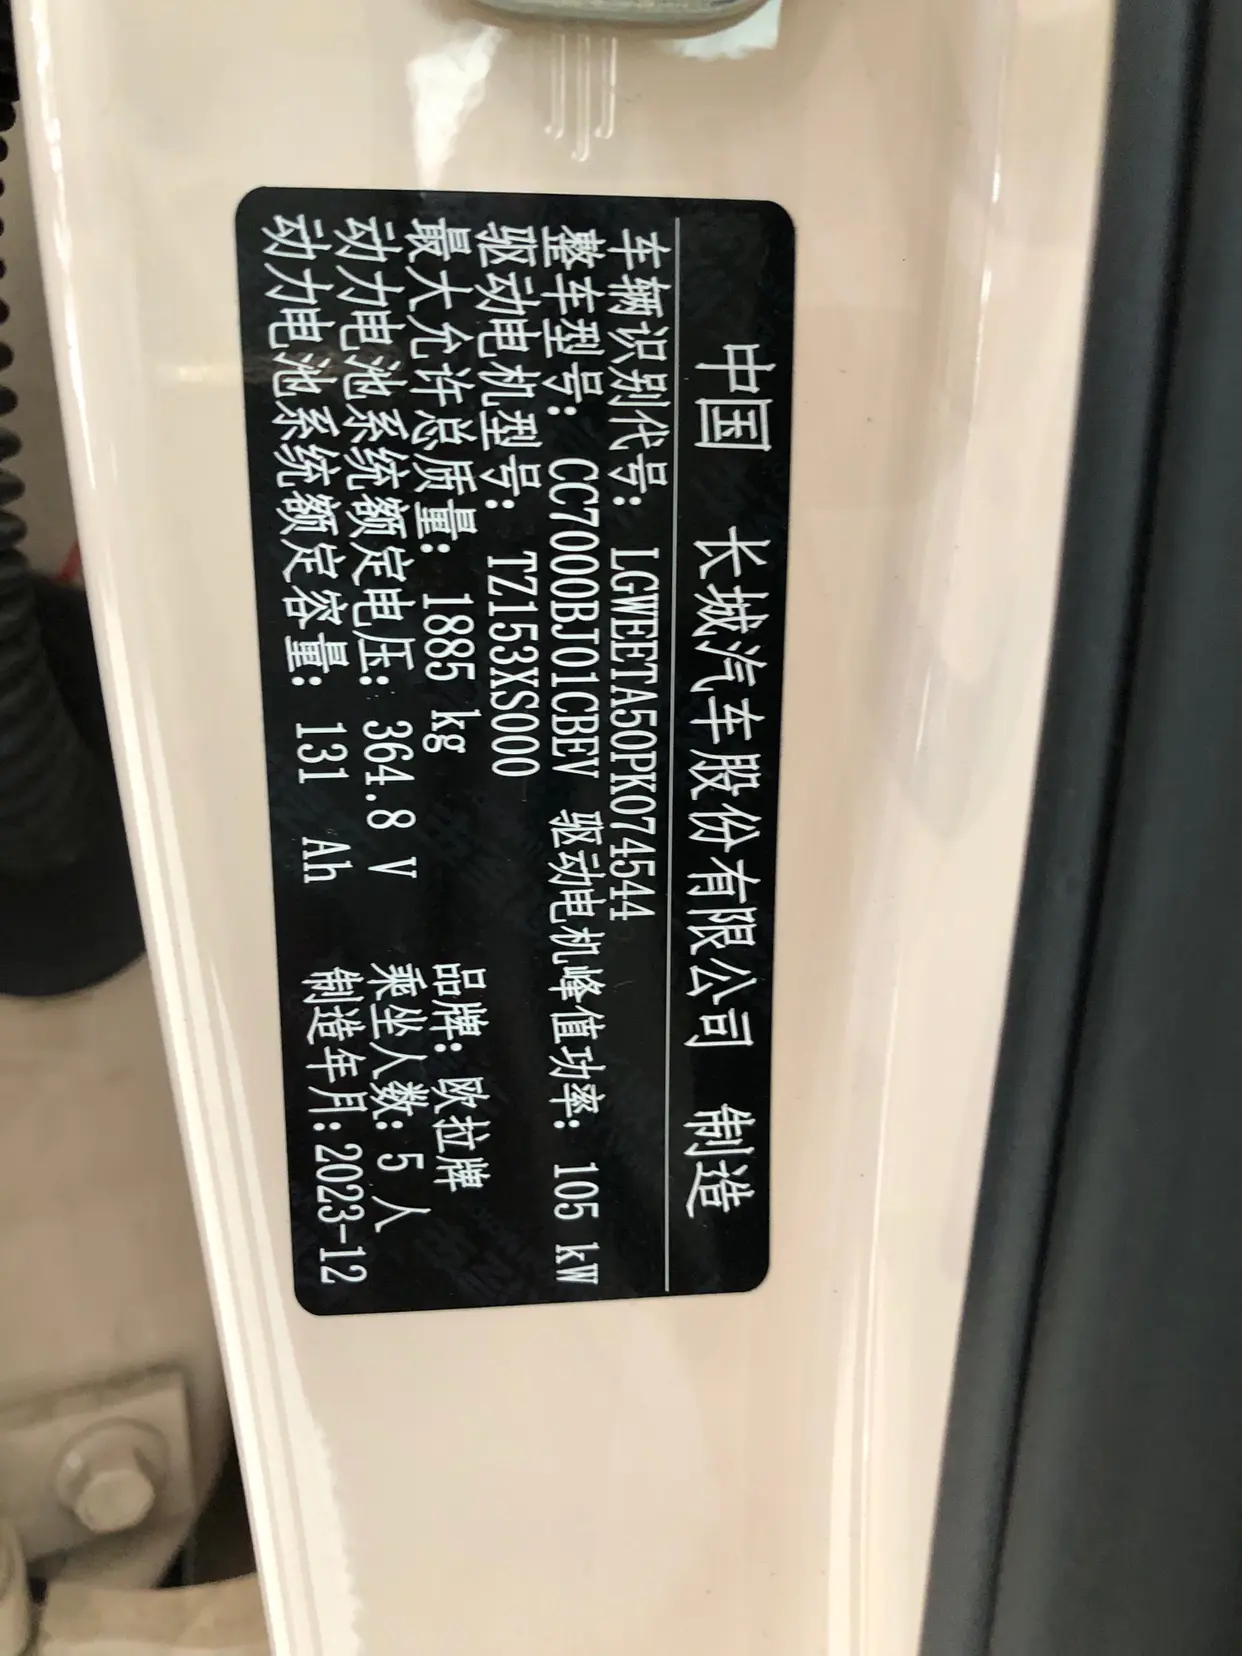 中国 长城汽车股份有限公司 制造
车辆识别代号: LGWEETA50PK074544
整车型号: CC7000BJ01CBEV 驱动电机峰值功率: 105 kW
驱动电机型号: TZ153XS000
最大允许总质量: 1885 kg 品牌: 欧拉牌
动力电池系统额定电压: 364.8 V 乘坐人数: 5 人
动力电池系统额定容量: 131 Ah 制造年月: 2023-12